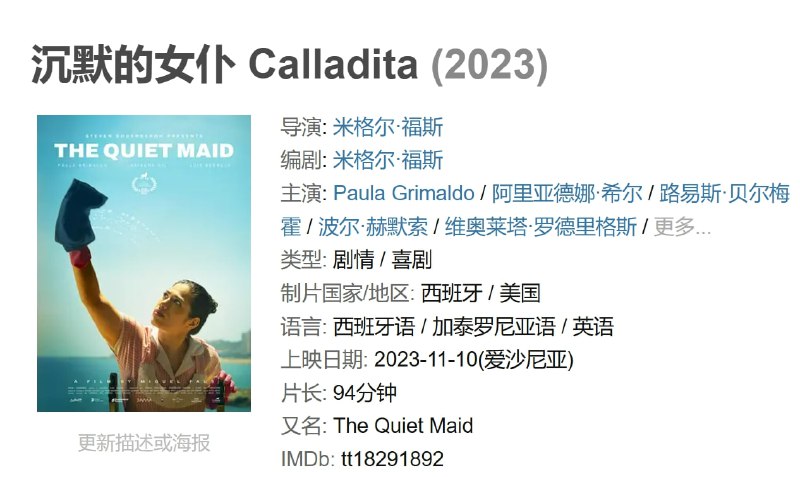 沉默的女仆 Calladita (2023)
STEVEN SODERBERGH PRESENTS
THE QUIET MAID
A FILM BY MIGUEL FAUS
更新描述或海报
导演: 米格尔·福斯
编剧: 米格尔·福斯
主演: Paula Grimaldo / 阿里亚德娜·希尔 / 路易斯·贝尔梅
霍 / 波尔·赫默索 / 维奥莱塔·罗德里格斯 / 更多...
类型: 剧情 / 喜剧
制片国家/地区: 西班牙 / 美国
语言: 西班牙语 / 加泰罗尼亚语 / 英语
上映日期: 2023-11-10(爱沙尼亚)
片长: 94分钟
又名: The Quiet Maid
IMDb: tt18291892